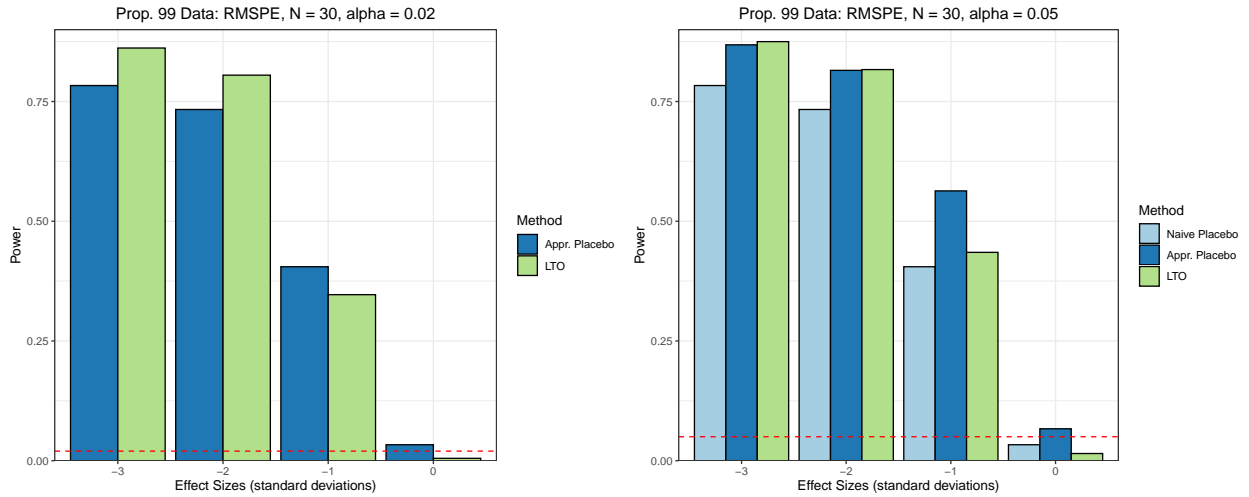 Prop. 99 Data: RMSPE, N = 30, alpha = 0.02
Power
0.75
0.50
0.25
0.00
−3
−2
−1
0
Effect Sizes (standard deviations)
Method
Appr. Placebo
LTO
Prop. 99 Data: RMSPE, N = 30, alpha = 0.05
Power
0.75
0.50
0.25
0.00
−3
−2
−1
0
Effect Sizes (standard deviations)
Method
Naive Placebo
Appr. Placebo
LTO